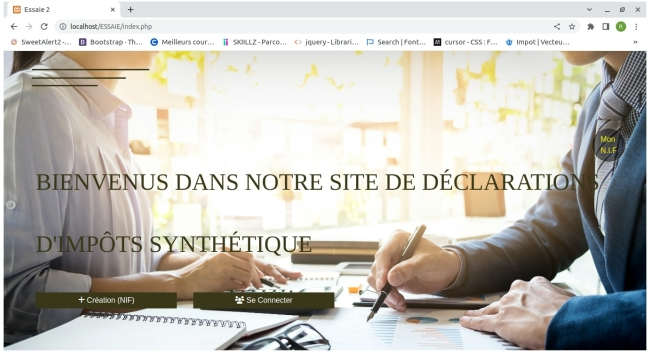 Essaie 2
localhost/ESSAIE/index.php
SweetAlert2 -... Bootstrap · Th... Meilleurs cour... SKIILLZ - Parco... jquery - Librari... Search | Font... cursor - CSS : F... Impot | Vecteu... »
Mon
N.I.F
BIENVENUS DANS NOTRE SITE DE DÉCLARATIONS
D'IMPÔTS SYNTHÉTIQUE
Création (NIF) Se Connecter